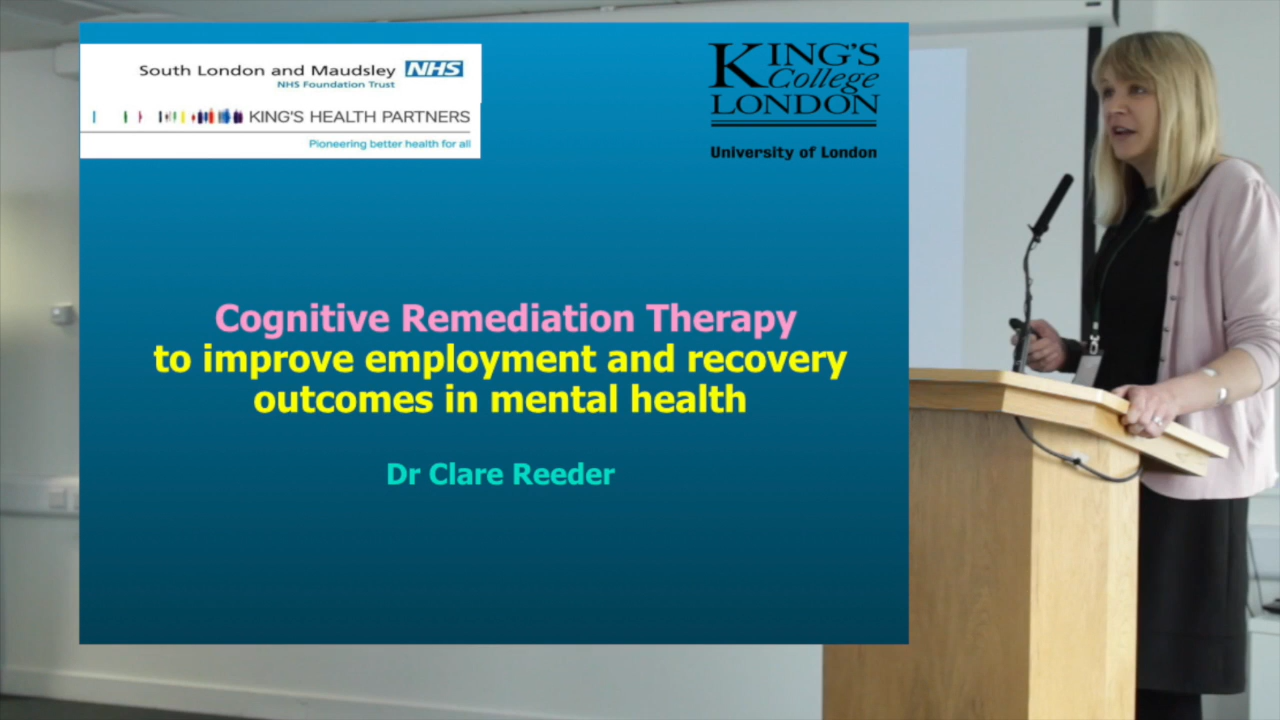 South London and Maudsley NHS
NHS Foundation Trust
KING'S HEALTH PARTNERS
Pioneering better health for all
KING'S
College
LONDON
University of London
Cognitive Remediation Therapy
to improve employment and recovery
outcomes in mental health
Dr Clare Reeder